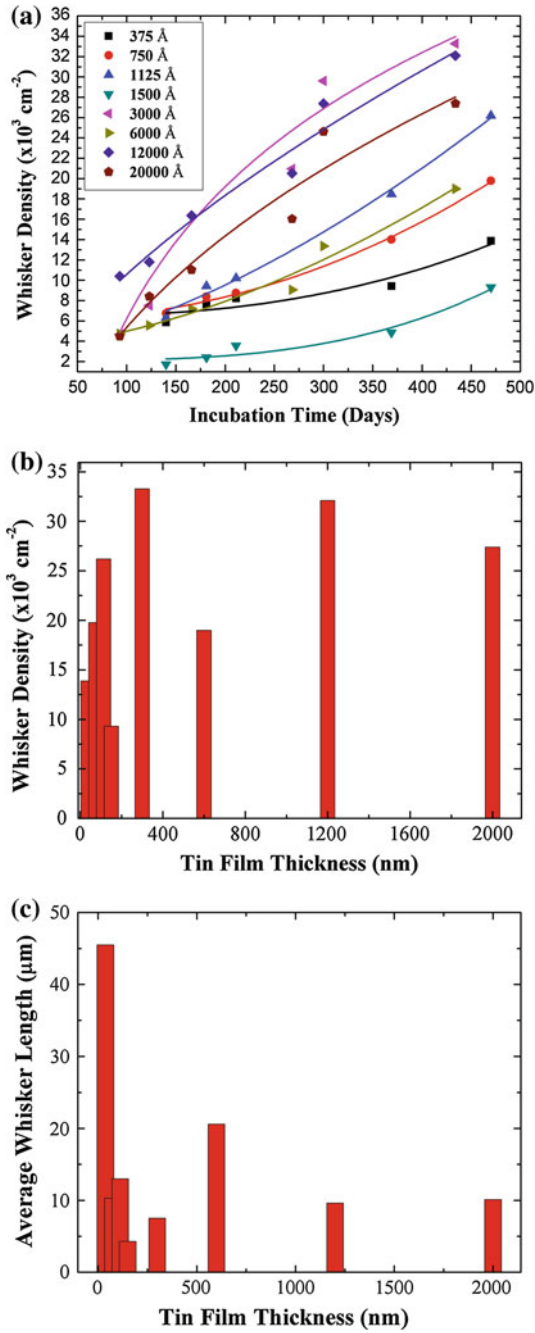 (a)
36
34
32
30
28
26
24
22
20
18
16
14
12
10
8
6
4
2
Whisker Density (x10³ cm⁻²)
375 Å
750 Å
1125 Å
1500 Å
3000 Å
6000 Å
12000 Å
20000 Å
50 100 150 200 250 300 350 400 450 500
Incubation Time (Days)
(b)
35
30
25
20
15
10
5
0
Whisker Density (x10³ cm⁻²)
0 400 800 1200 1600 2000
Tin Film Thickness (nm)
(c)
50
40
30
20
10
0
Average Whisker Length (μm)
0 500 1000 1500 2000
Tin Film Thickness (nm)